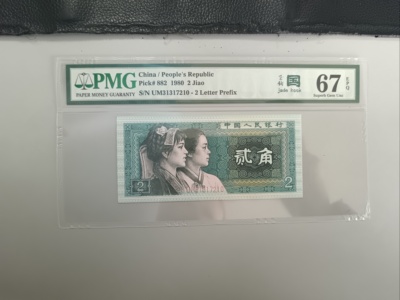 PMG
PAPER MONEY GUARANTY
China / People's Republic
Pick# 882 1980 2 Jiao
S/N UM31317210 - 2 Letter Prefix
国
67 EPQ
Superb Gem Unc
中国人民银行
贰角
2
2